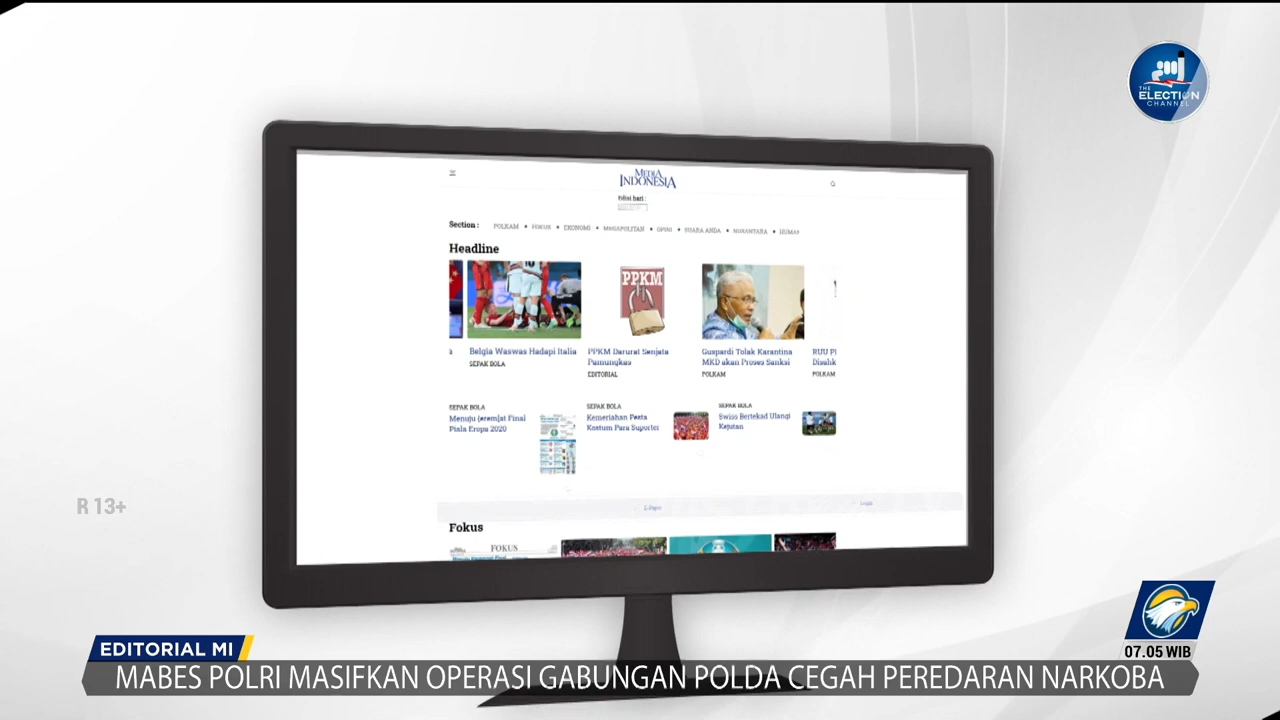 THE
ELECTION
CHANNEL
MEDIA
INDONESIA
Edisi hari :
Section :
POLKAM • FOKUS • EKONOMI • MEGAPOLITAN • OPINI • SUARA ANDA • NUSANTARA • HUMAN
Headline
PPKM
Belgia Waswas Hadapi Italia
SEPAK BOLA
PPKM Darurat Senjata
Pamungkas
EDITORIAL
Guspardi Tolak Karantina
MKD akan Proses Sanksi
POLKAM
Disahk
POLKAM
SEPAK BOLA
Menuju (erem)at Final
Piala Eropa 2020
SEPAK BOLA
Kemeriahan Pesta
Kostum Para Suporter
SEPAK BOLA
Swiss Bertekad Ulangi
Kejutan
Fokus
FOKUS
R 13+
EDITORIAL MI
07.05 WIB
MABES POLRI MASIFKAN OPERASI GABUNGAN POLDA CEGAH PEREDARAN NARKOBA